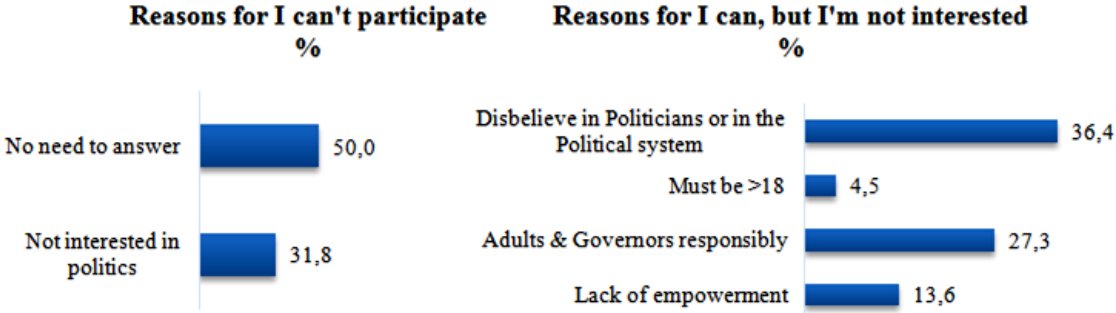 Reasons for I can't participate
%
No need to answer
50,0
Not interested in
politics
31,8
Reasons for I can, but I'm not interested
%
Disbelieve in Politicians or in the
Political system
36,4
Must be >18
4,5
Adults & Governors responsibly
27,3
Lack of empowerment
13,6